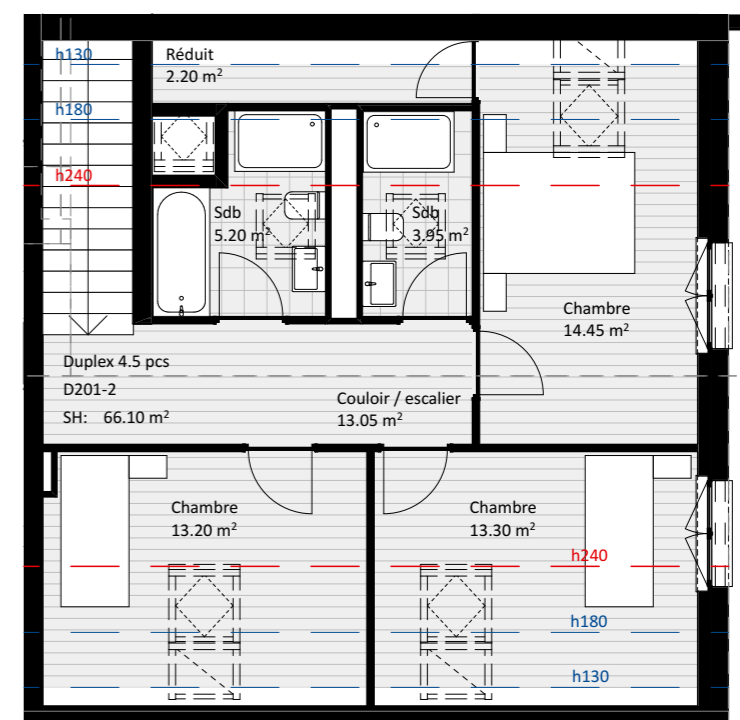 h130
Réduit
2.20 m²
h180
h240
Sdb
5.20 m²
Sdb
3.95 m²
Chambre
14.45 m²
Duplex 4.5 pcs
D201-2
SH: 66.10 m²
Couloir / escalier
13.05 m²
Chambre
13.20 m²
Chambre
13.30 m²
h240
h180
h130